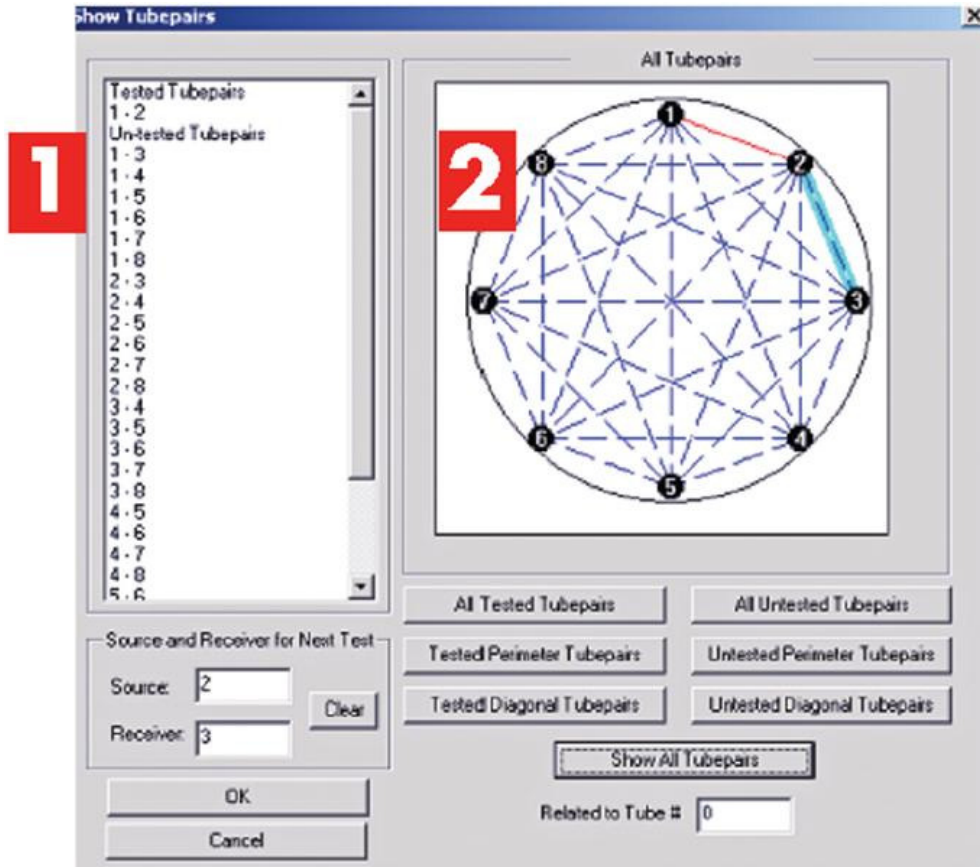 Show Tubepairs
1
Tested Tubepairs
1 - 2
Un-tested Tubepairs
1 - 3
1 - 4
1 - 5
1 - 6
1 - 7
1 - 8
2 - 3
2 - 4
2 - 5
2 - 6
2 - 7
2 - 8
3 - 4
3 - 5
3 - 6
3 - 7
3 - 8
4 - 5
4 - 6
4 - 7
4 - 8
5 - 6
Source and Receiver for Next Test
Source: 2
Receiver: 3
Clear
OK
Cancel
All Tubepairs
2
1
2
3
4
5
6
7
8
All Tested Tubepairs
All Untested Tubepairs
Tested Perimeter Tubepairs
Untested Perimeter Tubepairs
Tested Diagonal Tubepairs
Untested Diagonal Tubepairs
Show All Tubepairs
Related to Tube # 0